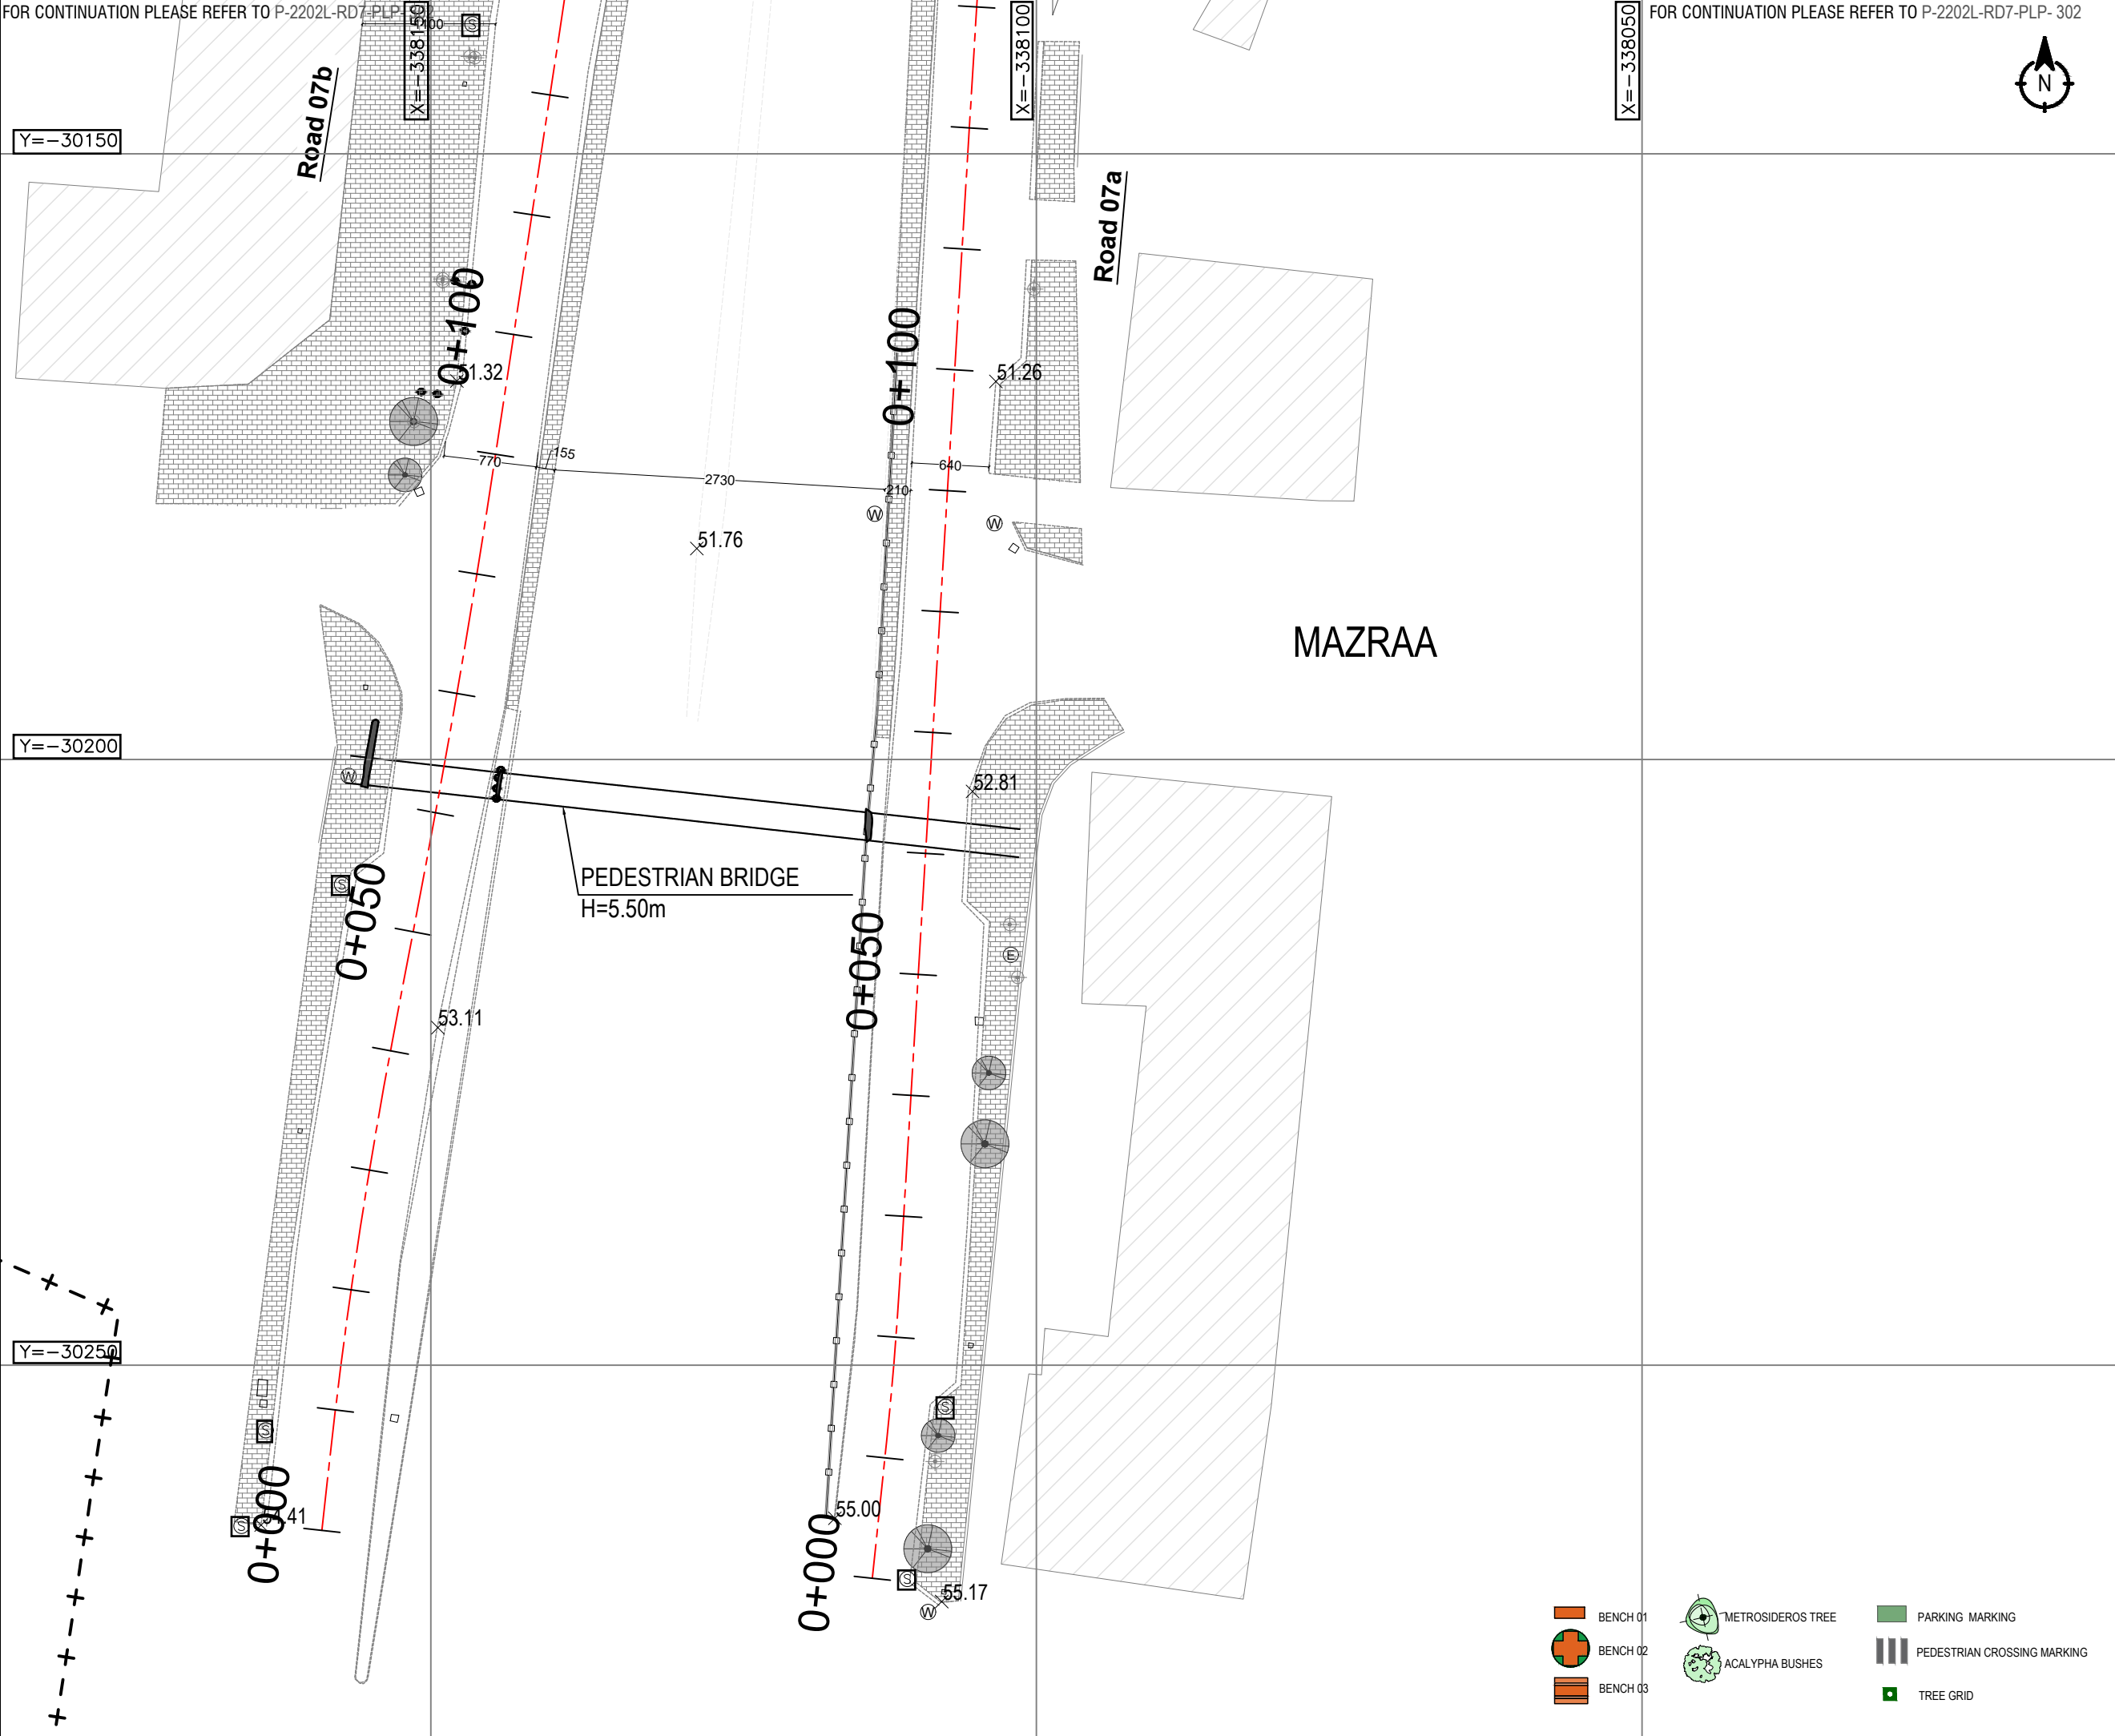 FOR CONTINUATION PLEASE REFER TO P-2202L-RD7-PLP-
X=-338150
100
S
X=-338100
X=-338050
FOR CONTINUATION PLEASE REFER TO P-2202L-RD7-PLP- 302
N
Road 07b
Y=-30150
Road 07a
0+100
51.32
0+100
51.26
770
155
2730
210
640
W
W
51.76
MAZRAA
Y=-30200
W
52.81
S
0+050
PEDESTRIAN BRIDGE
H=5.50m
0+050
E
53.11
Y=-30250
S
S
S
0+000
.41
55.00
0+000
S
55.17
W
BENCH 01
METROSIDEROS TREE
PARKING MARKING
BENCH 02
ACALYPHA BUSHES
PEDESTRIAN CROSSING MARKING
BENCH 03
TREE GRID